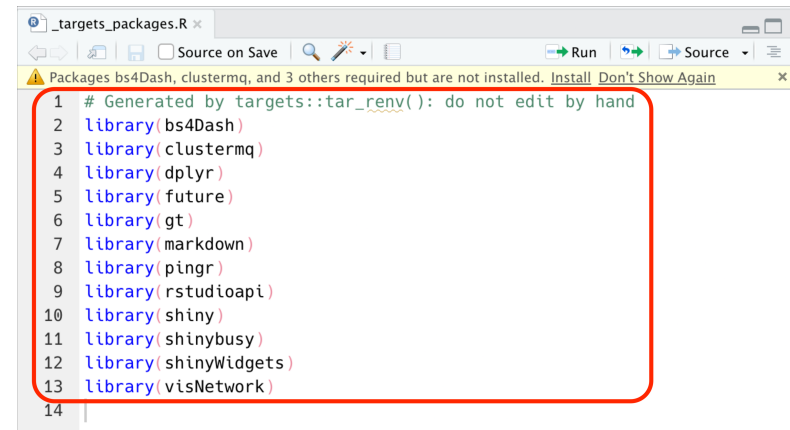 _targets_packages.R
Source on Save Run Source
Packages bs4Dash, clustermq, and 3 others required but are not installed. Install Don't Show Again
1 # Generated by targets::tar_renv(): do not edit by hand
2 library(bs4Dash)
3 library(clustermq)
4 library(dplyr)
5 library(future)
6 library(gt)
7 library(markdown)
8 library(pingr)
9 library(rstudioapi)
10 library(shiny)
11 library(shinybusy)
12 library(shinyWidgets)
13 library(visNetwork)
14